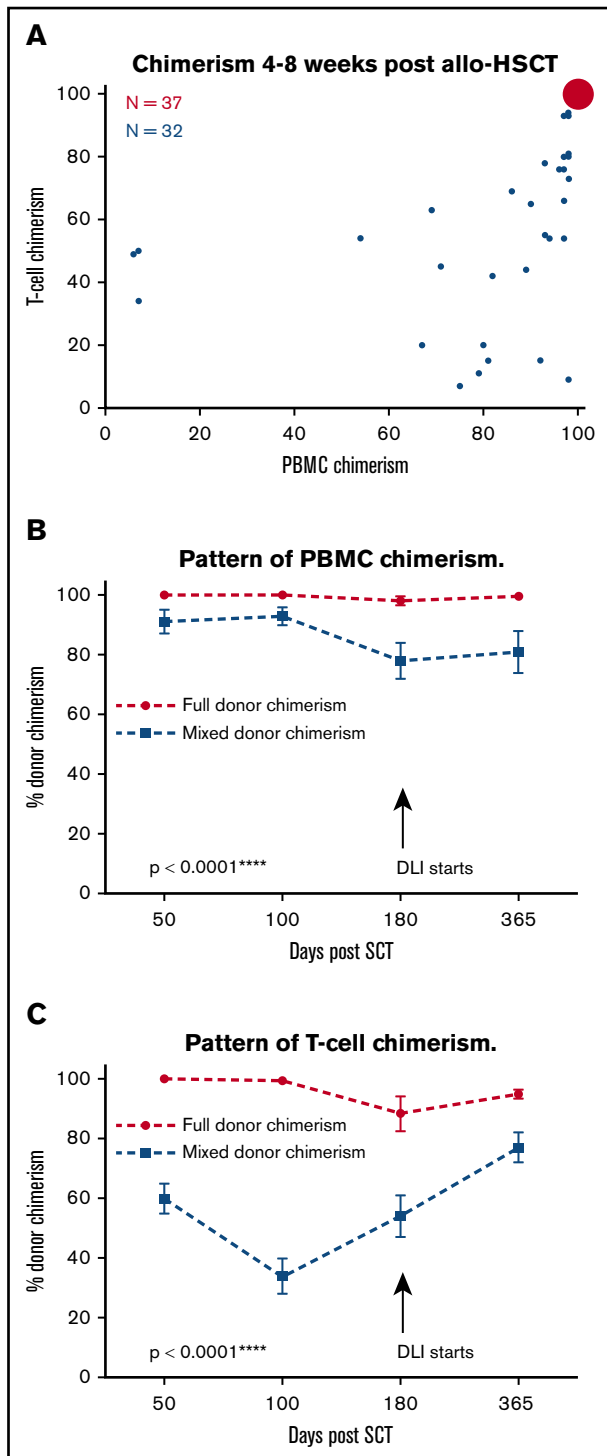 A
Chimerism 4-8 weeks post allo-HSCT
N = 37
N = 32
100
80
60
40
20
0
T-cell chimerism
0 20 40 60 80 100
PBMC chimerism
B
Pattern of PBMC chimerism.
100
80
60
40
20
0
% donor chimerism
Full donor chimerism
Mixed donor chimerism
p < 0.0001****
DLI starts
50 100 180 365
Days post SCT
C
Pattern of T-cell chimerism.
100
80
60
40
20
0
% donor chimerism
Full donor chimerism
Mixed donor chimerism
p < 0.0001****
DLI starts
50 100 180 365
Days post SCT